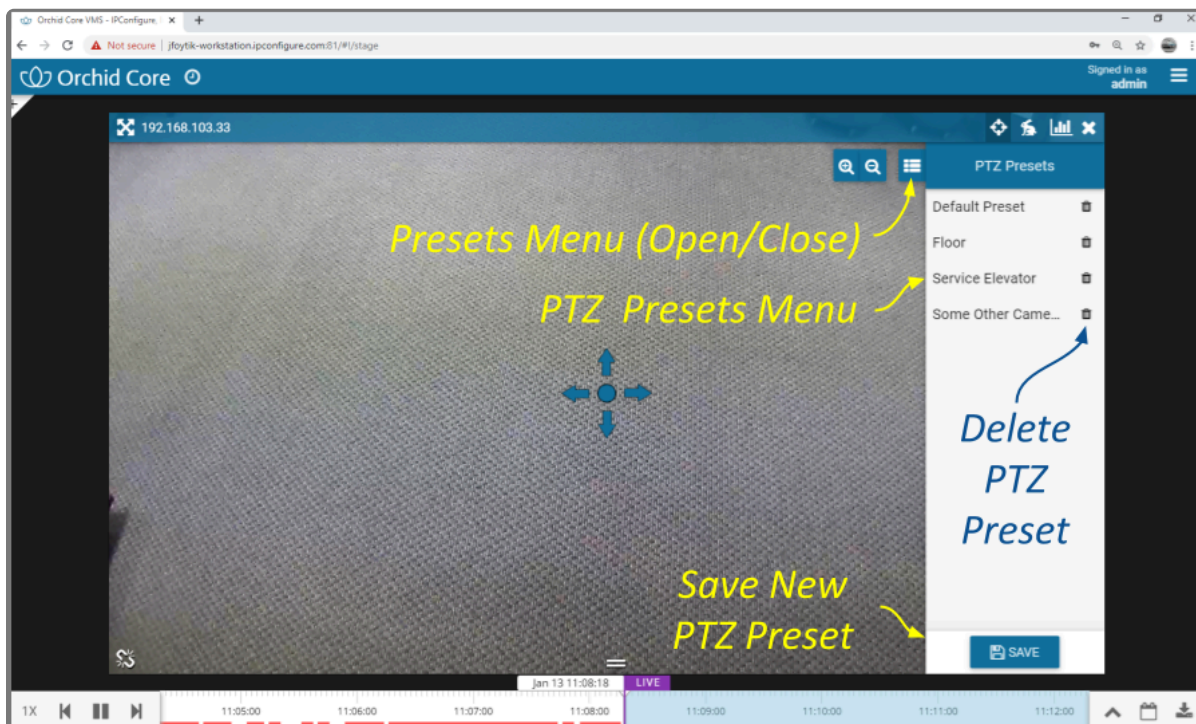 Orchid Core VMS - IPConfigure,
Not secure | jfoytik-workstation.ipconfigure.com:81/#!/stage
Orchid Core
Signed in as
admin
192.168.103.33
PTZ Presets
Default Preset
Floor
Service Elevator
Some Other Came...
Presets Menu (Open/Close)
PTZ Presets Menu
Delete
PTZ
Preset
Save New
PTZ Preset
SAVE
Jan 13 11:08:18
LIVE
1X
11:05:00
11:06:00
11:07:00
11:08:00
11:09:00
11:10:00
11:11:00
11:12:00